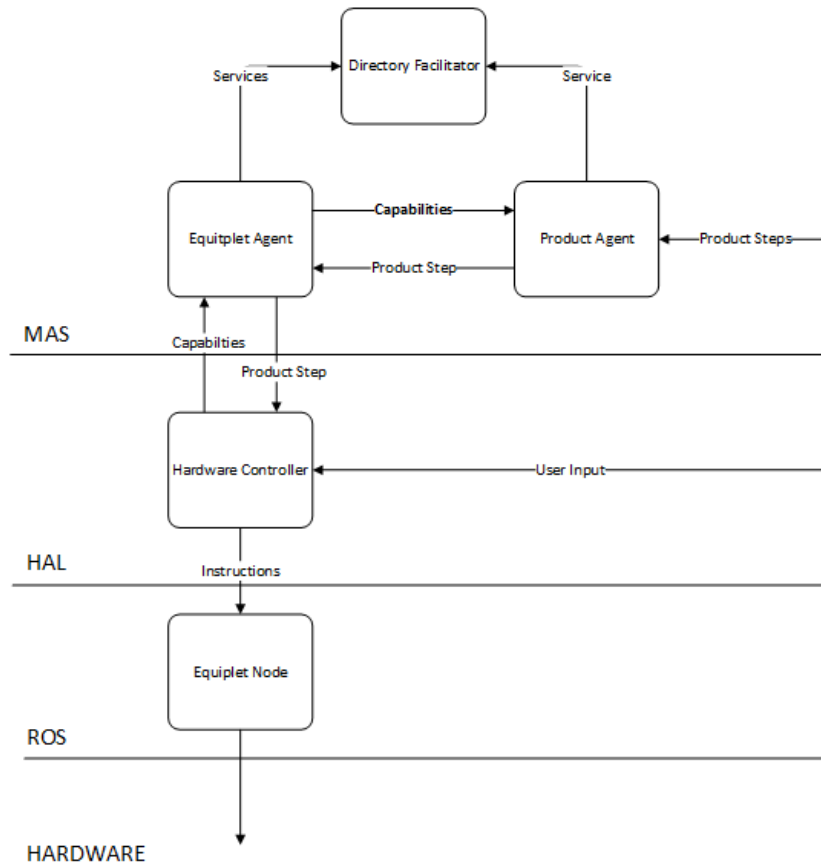 Directory Facilitator
Services
Service
Equitplet Agent
Capabilities
Product Agent
Product Steps
Product Step
MAS
Capabilties
Product Step
Hardware Controller
User Input
HAL
Instructions
Equiplet Node
ROS
HARDWARE